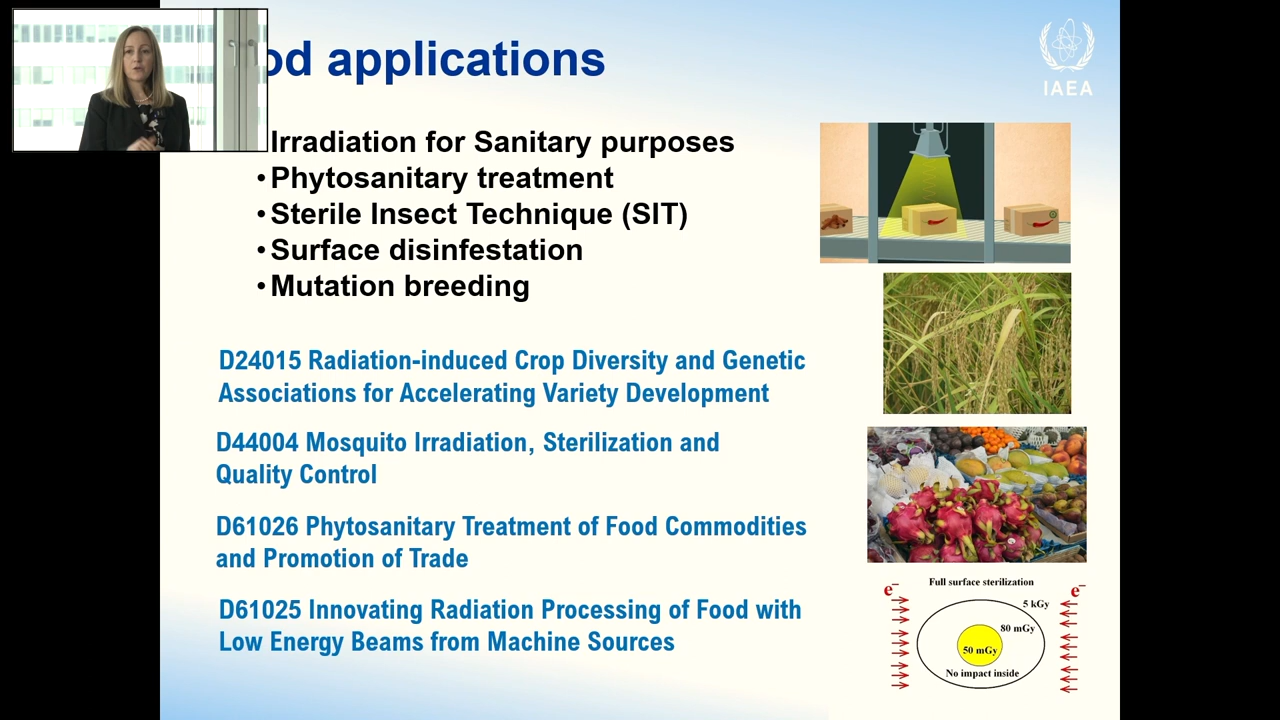 od applications
IAEA
Irradiation for Sanitary purposes
• Phytosanitary treatment
• Sterile Insect Technique (SIT)
• Surface disinfestation
• Mutation breeding
D24015 Radiation-induced Crop Diversity and Genetic
Associations for Accelerating Variety Development
D44004 Mosquito Irradiation, Sterilization and
Quality Control
D61026 Phytosanitary Treatment of Food Commodities
and Promotion of Trade
D61025 Innovating Radiation Processing of Food with
Low Energy Beams from Machine Sources
Full surface sterilization
e⁻ e⁻
5 kGy
80 mGy
50 mGy
No impact inside